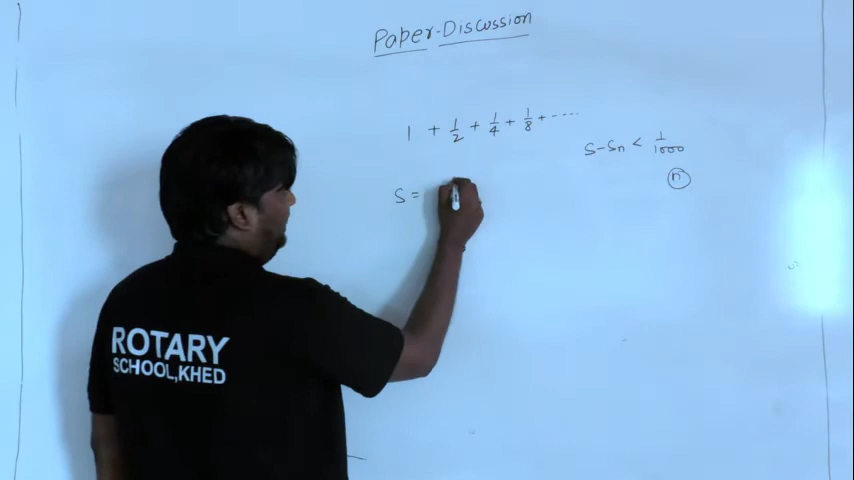 Paper-Discussion
1 + 1/2 + 1/4 + 1/8 + ....
S-Sn < 1/1000
n
S =
ROTARY
SCHOOL,KHED